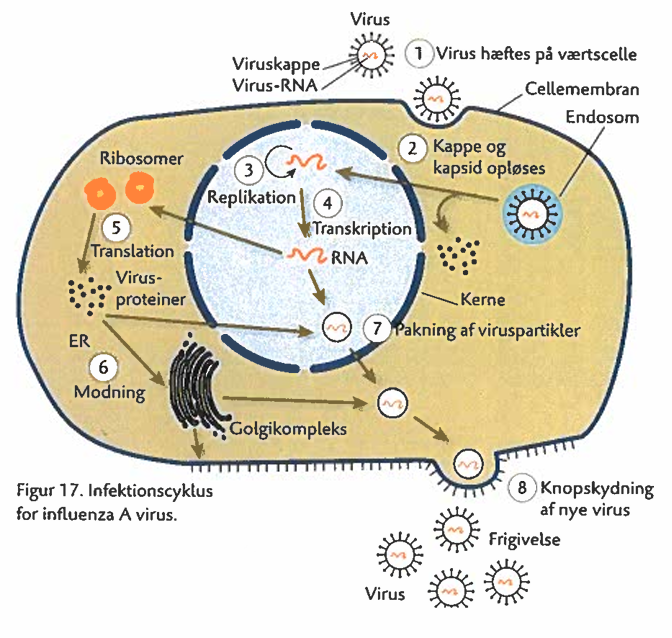 Virus
1 Virus hæftes på værtscelle
Viruskappe
Virus-RNA
Cellemembran
Endosom
2 Kappe og
kapsid opløses
Ribosomer
3
Replikation
4
Transkription
5
Translation
RNA
Virus-
proteiner
Kerne
7 Pakning af viruspartikler
ER
6
Modning
Golgikompleks
Figur 17. Infektionscyklus
for influenza A virus.
8 Knopskydning
af nye virus
Frigivelse
Virus